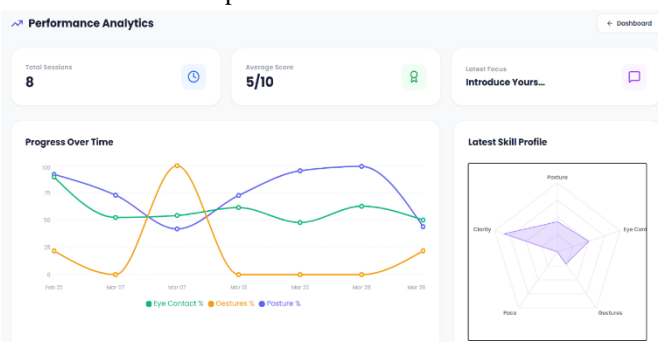 Performance Analytics
← Dashboard
Total Sessions
8
Average Score
5/10
Latest Focus
Introduce Yours...
Progress Over Time
Latest Skill Profile
100
75
50
25
0
Feb 22
Mar 07
Mar 07
Mar 13
Mar 22
Mar 28
Mar 28
Eye Contact % Gestures % Posture %
Posture
Clarity
Eye Cont
Pace
Gestures